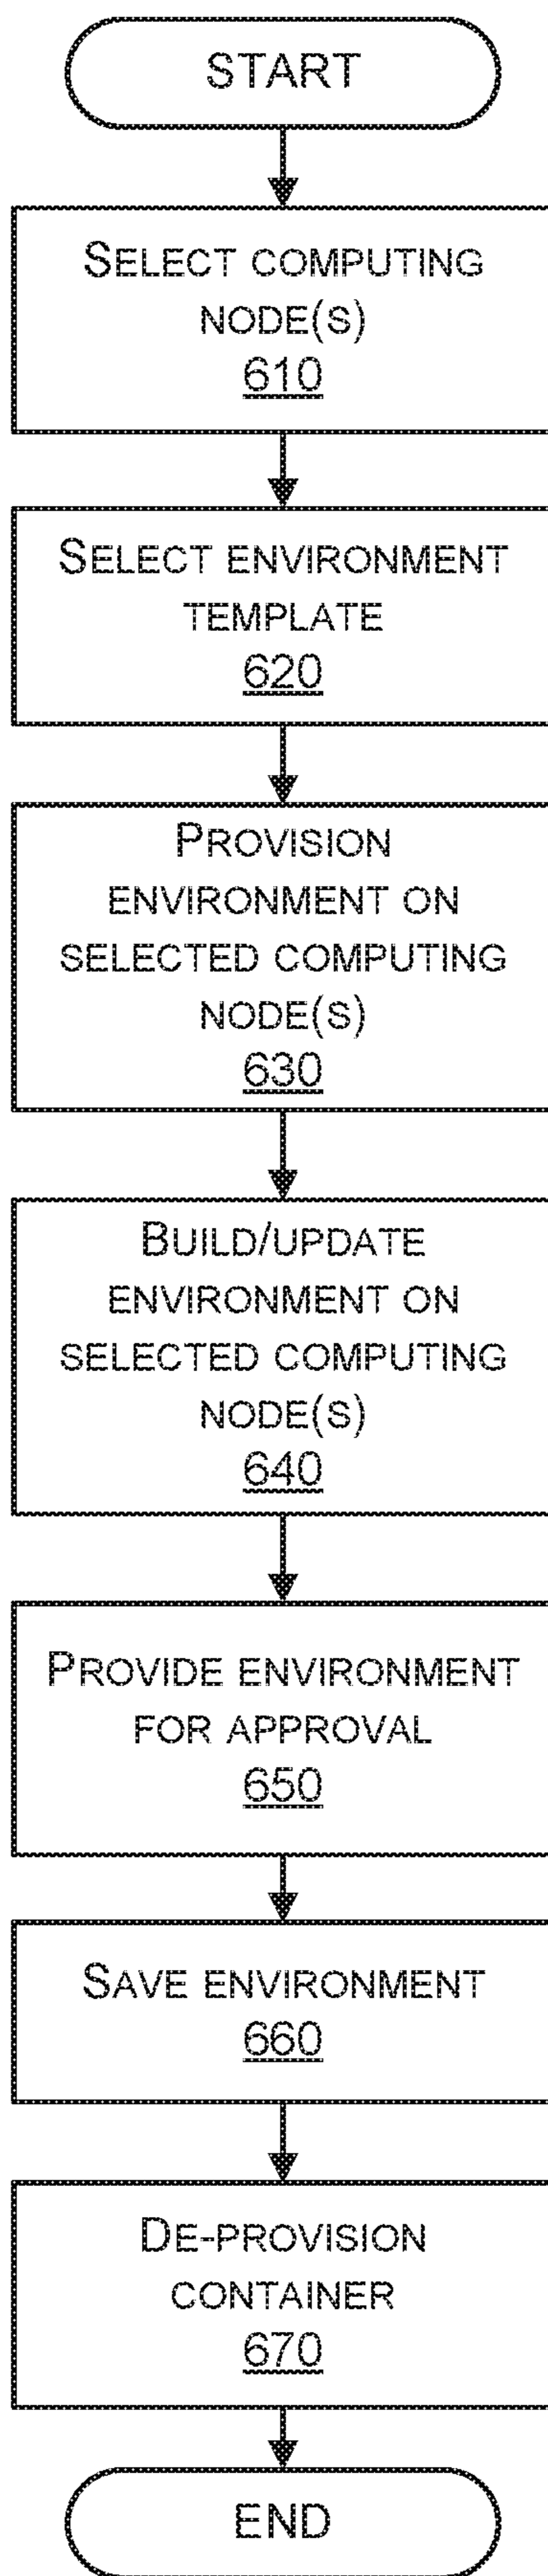 START
SELECT COMPUTING
NODE(S)
610
SELECT ENVIRONMENT
TEMPLATE
620
PROVISION
ENVIRONMENT ON
SELECTED COMPUTING
NODE(S)
630
BUILD/UPDATE
ENVIRONMENT ON
SELECTED COMPUTING
NODE(S)
640
PROVIDE ENVIRONMENT
FOR APPROVAL
650
SAVE ENVIRONMENT
660
DE-PROVISION
CONTAINER
670
END